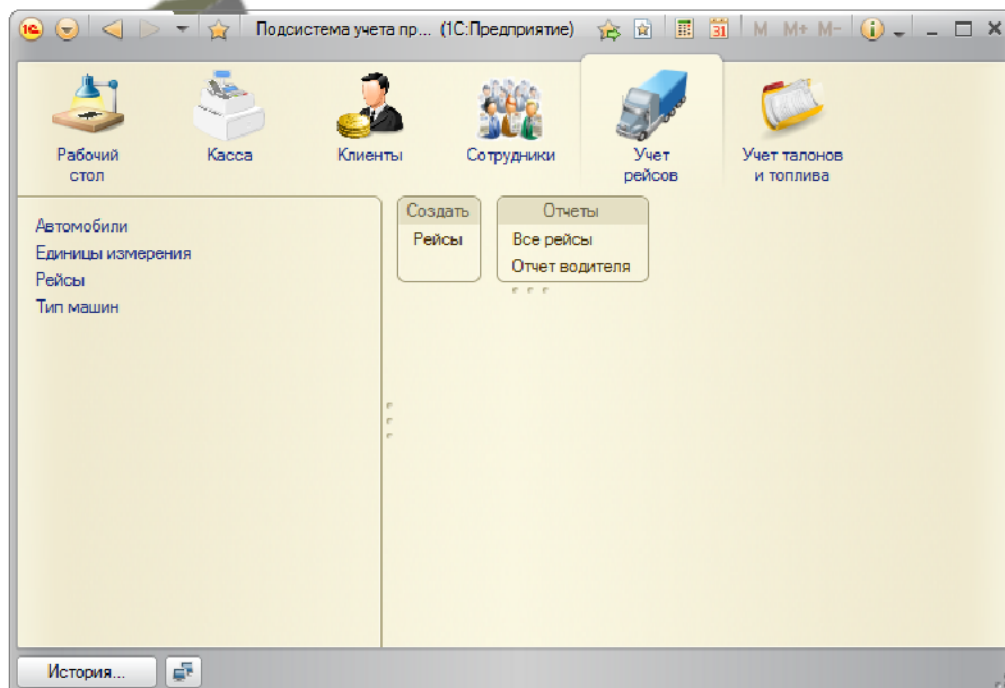 Подсистема учета пр... (1С:Предприятие)
31
M M+ M-
Рабочий
стол
Касса
Клиенты
Сотрудники
Учет
рейсов
Учет талонов
и топлива
Автомобили
Единицы измерения
Рейсы
Тип машин
Создать
Рейсы
Отчеты
Все рейсы
Отчет водителя
История...